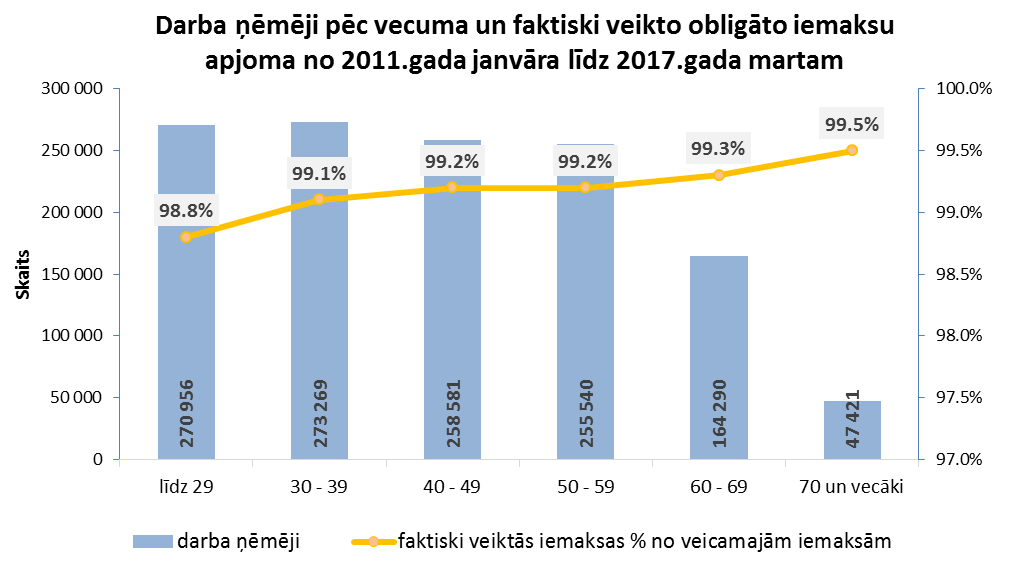 Darba ņēmēji pēc vecuma un faktiski veikto obligāto iemaksu
apjoma no 2011.gada janvāra līdz 2017.gada martam
300 000
250 000
200 000
150 000
100 000
50 000
0
Skaits
100.0%
99.5%
99.0%
98.5%
98.0%
97.5%
97.0%
98.8%
99.1%
99.2%
99.2%
99.3%
99.5%
270 956
273 269
258 581
255 540
164 290
47 421
līdz 29
30 - 39
40 - 49
50 - 59
60 - 69
70 un vecāki
darba ņēmēji
faktiski veiktās iemaksas % no veicamajām iemaksām